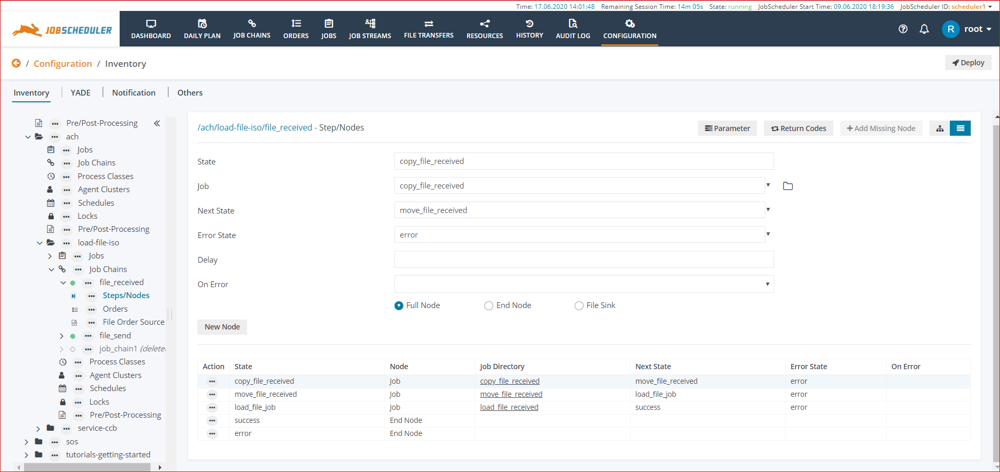 Time: 17.06.2020 14:01:48 Remaining Session Time: 14m 05s State: running JobScheduler Start Time: 09.06.2020 18:19:36 JobScheduler ID: scheduler1
JOBSCHEDULER
DASHBOARD DAILY PLAN JOB CHAINS ORDERS JOBS JOB STREAMS FILE TRANSFERS RESOURCES HISTORY AUDIT LOG CONFIGURATION
R root
/ Configuration / Inventory
Deploy
Inventory YADE Notification Others
Pre/Post-Processing
ach
Jobs
Job Chains
Process Classes
Agent Clusters
Schedules
Locks
Pre/Post-Processing
load-file-iso
Jobs
Job Chains
file_received
Steps/Nodes
Orders
File Order Source
file_send
job_chain1 (delete
Process Classes
Agent Clusters
Schedules
Locks
Pre/Post-Processing
service-ccb
sos
tutorials-getting-started
/ach/load-file-iso/file_received - Step/Nodes
Parameter Return Codes Add Missing Node
State copy_file_received
Job copy_file_received
Next State move_file_received
Error State error
Delay
On Error
Full Node End Node File Sink
New Node
Action State Node Job Directory Next State Error State On Error
copy_file_received Job copy_file_received move_file_received error
move_file_received Job move_file_received load_file_job error
load_file_job Job load_file_received success error
success End Node
error End Node